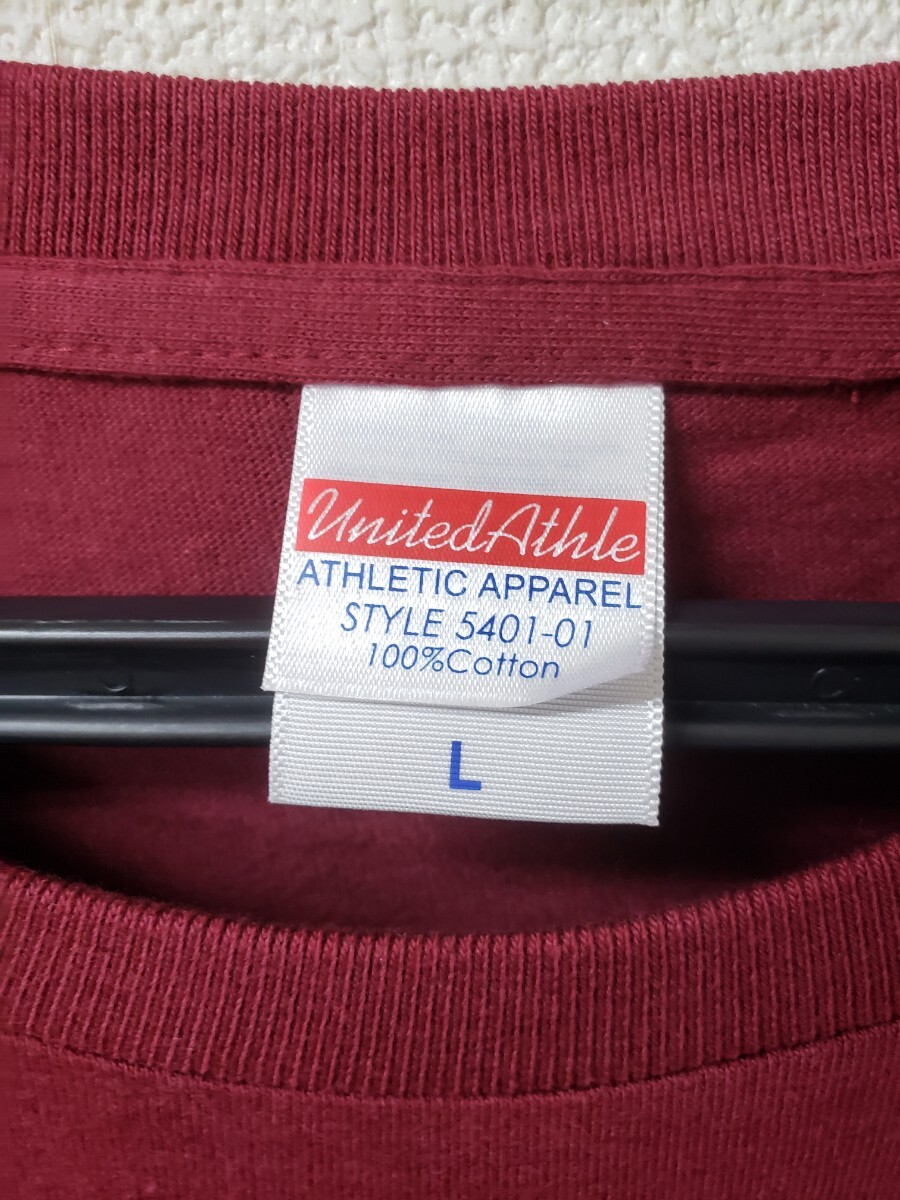 UnitedAthle
ATHLETIC APPAREL
STYLE 5401-01
100%Cotton
L